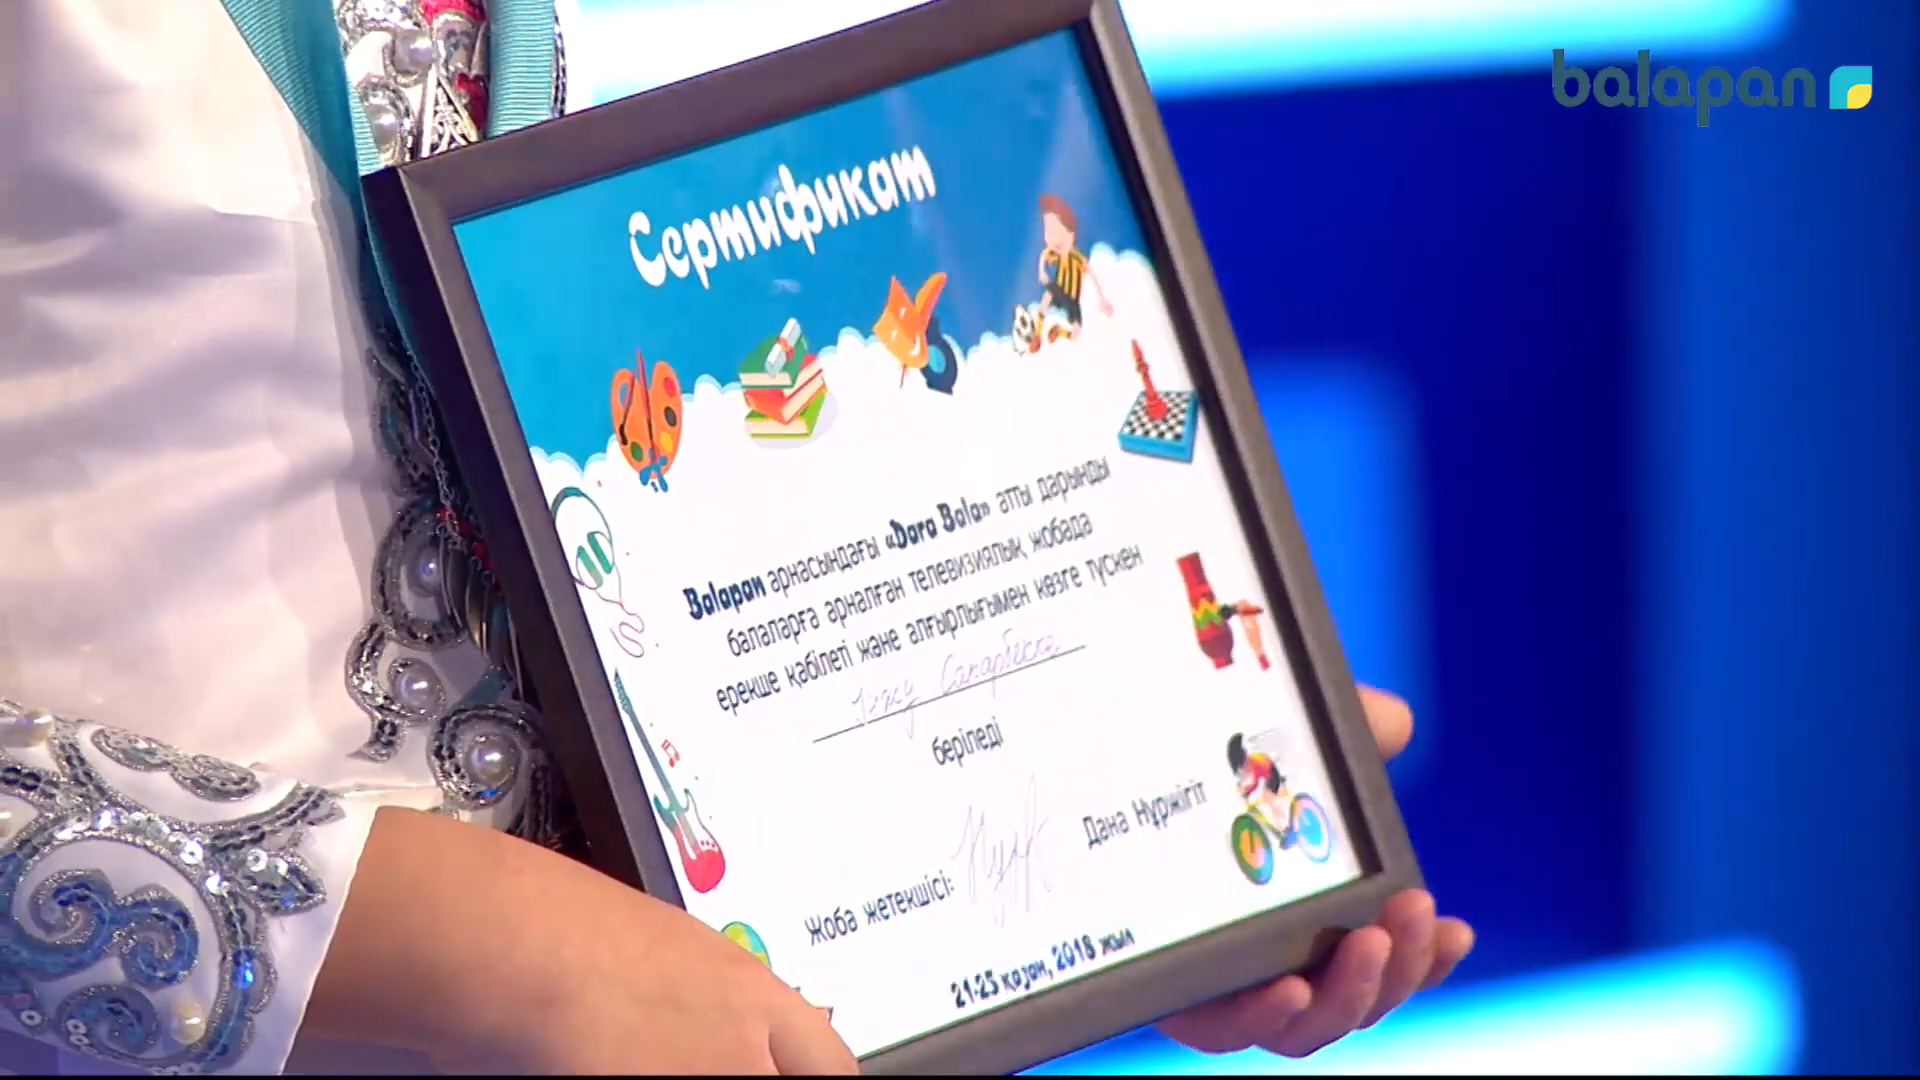 balapan
Сертификат
Balapan арнасындағы «Dara Bala» атты дарынды
балаларға арналған телевизиялық жобада
ерекше қабілеті және алғырлығымен көзге түскен
беріледі
Жоба жетекшісі: Дана Нұржігіт
21-25 қазан, 2018 жыл